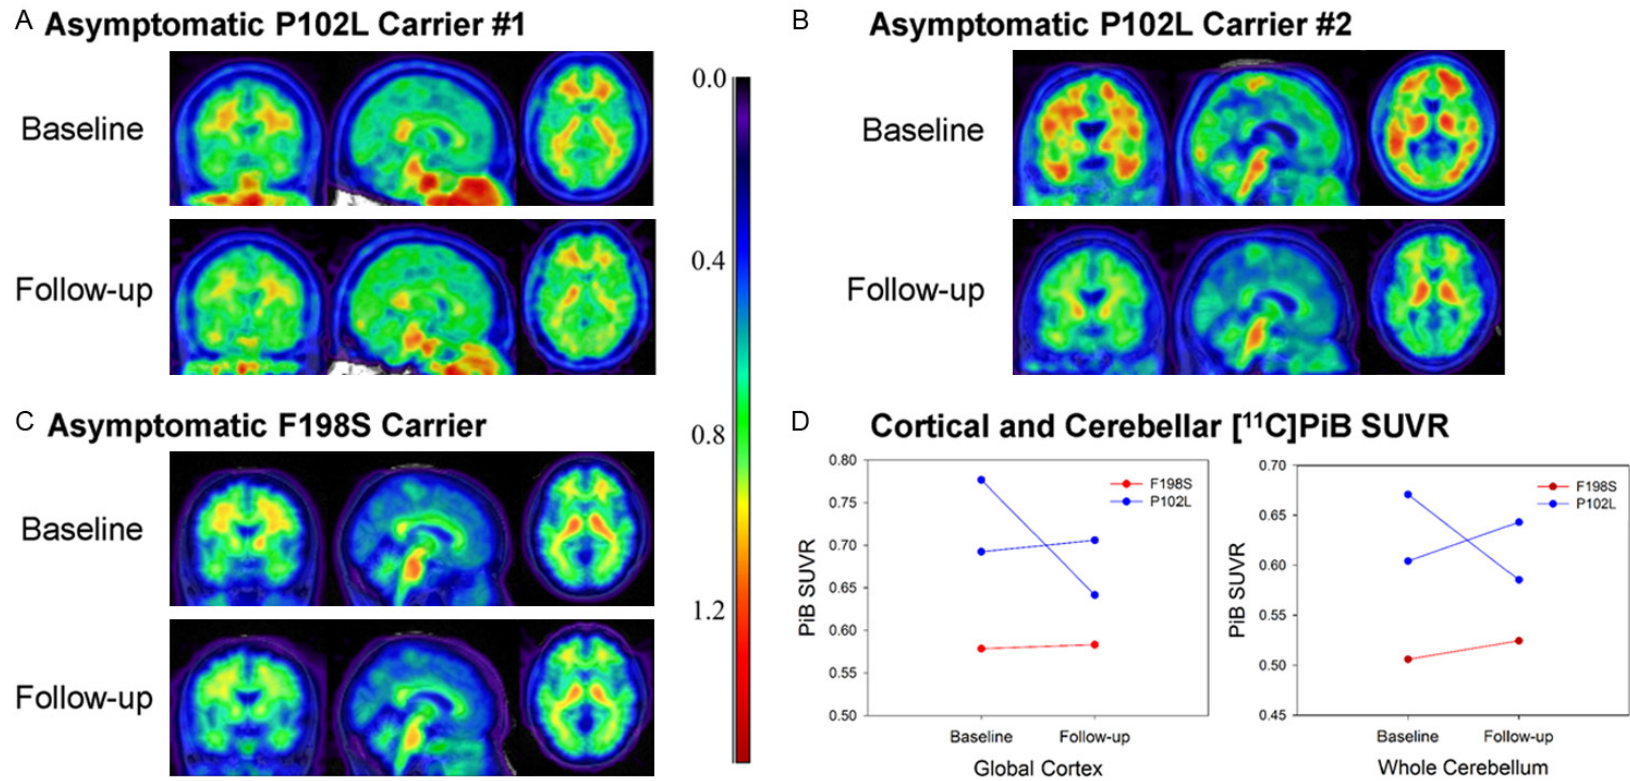 A Asymptomatic P102L Carrier #1
Baseline
Follow-up
B Asymptomatic P102L Carrier #2
Baseline
Follow-up
0.0
0.4
0.8
1.2
C Asymptomatic F198S Carrier
Baseline
Follow-up
D Cortical and Cerebellar [¹¹C]PiB SUVR
PiB SUVR
0.80
0.75
0.70
0.65
0.60
0.55
0.50
F198S
P102L
Baseline Follow-up
Global Cortex
PiB SUVR
0.70
0.65
0.60
0.55
0.50
0.45
F198S
P102L
Baseline Follow-up
Whole Cerebellum